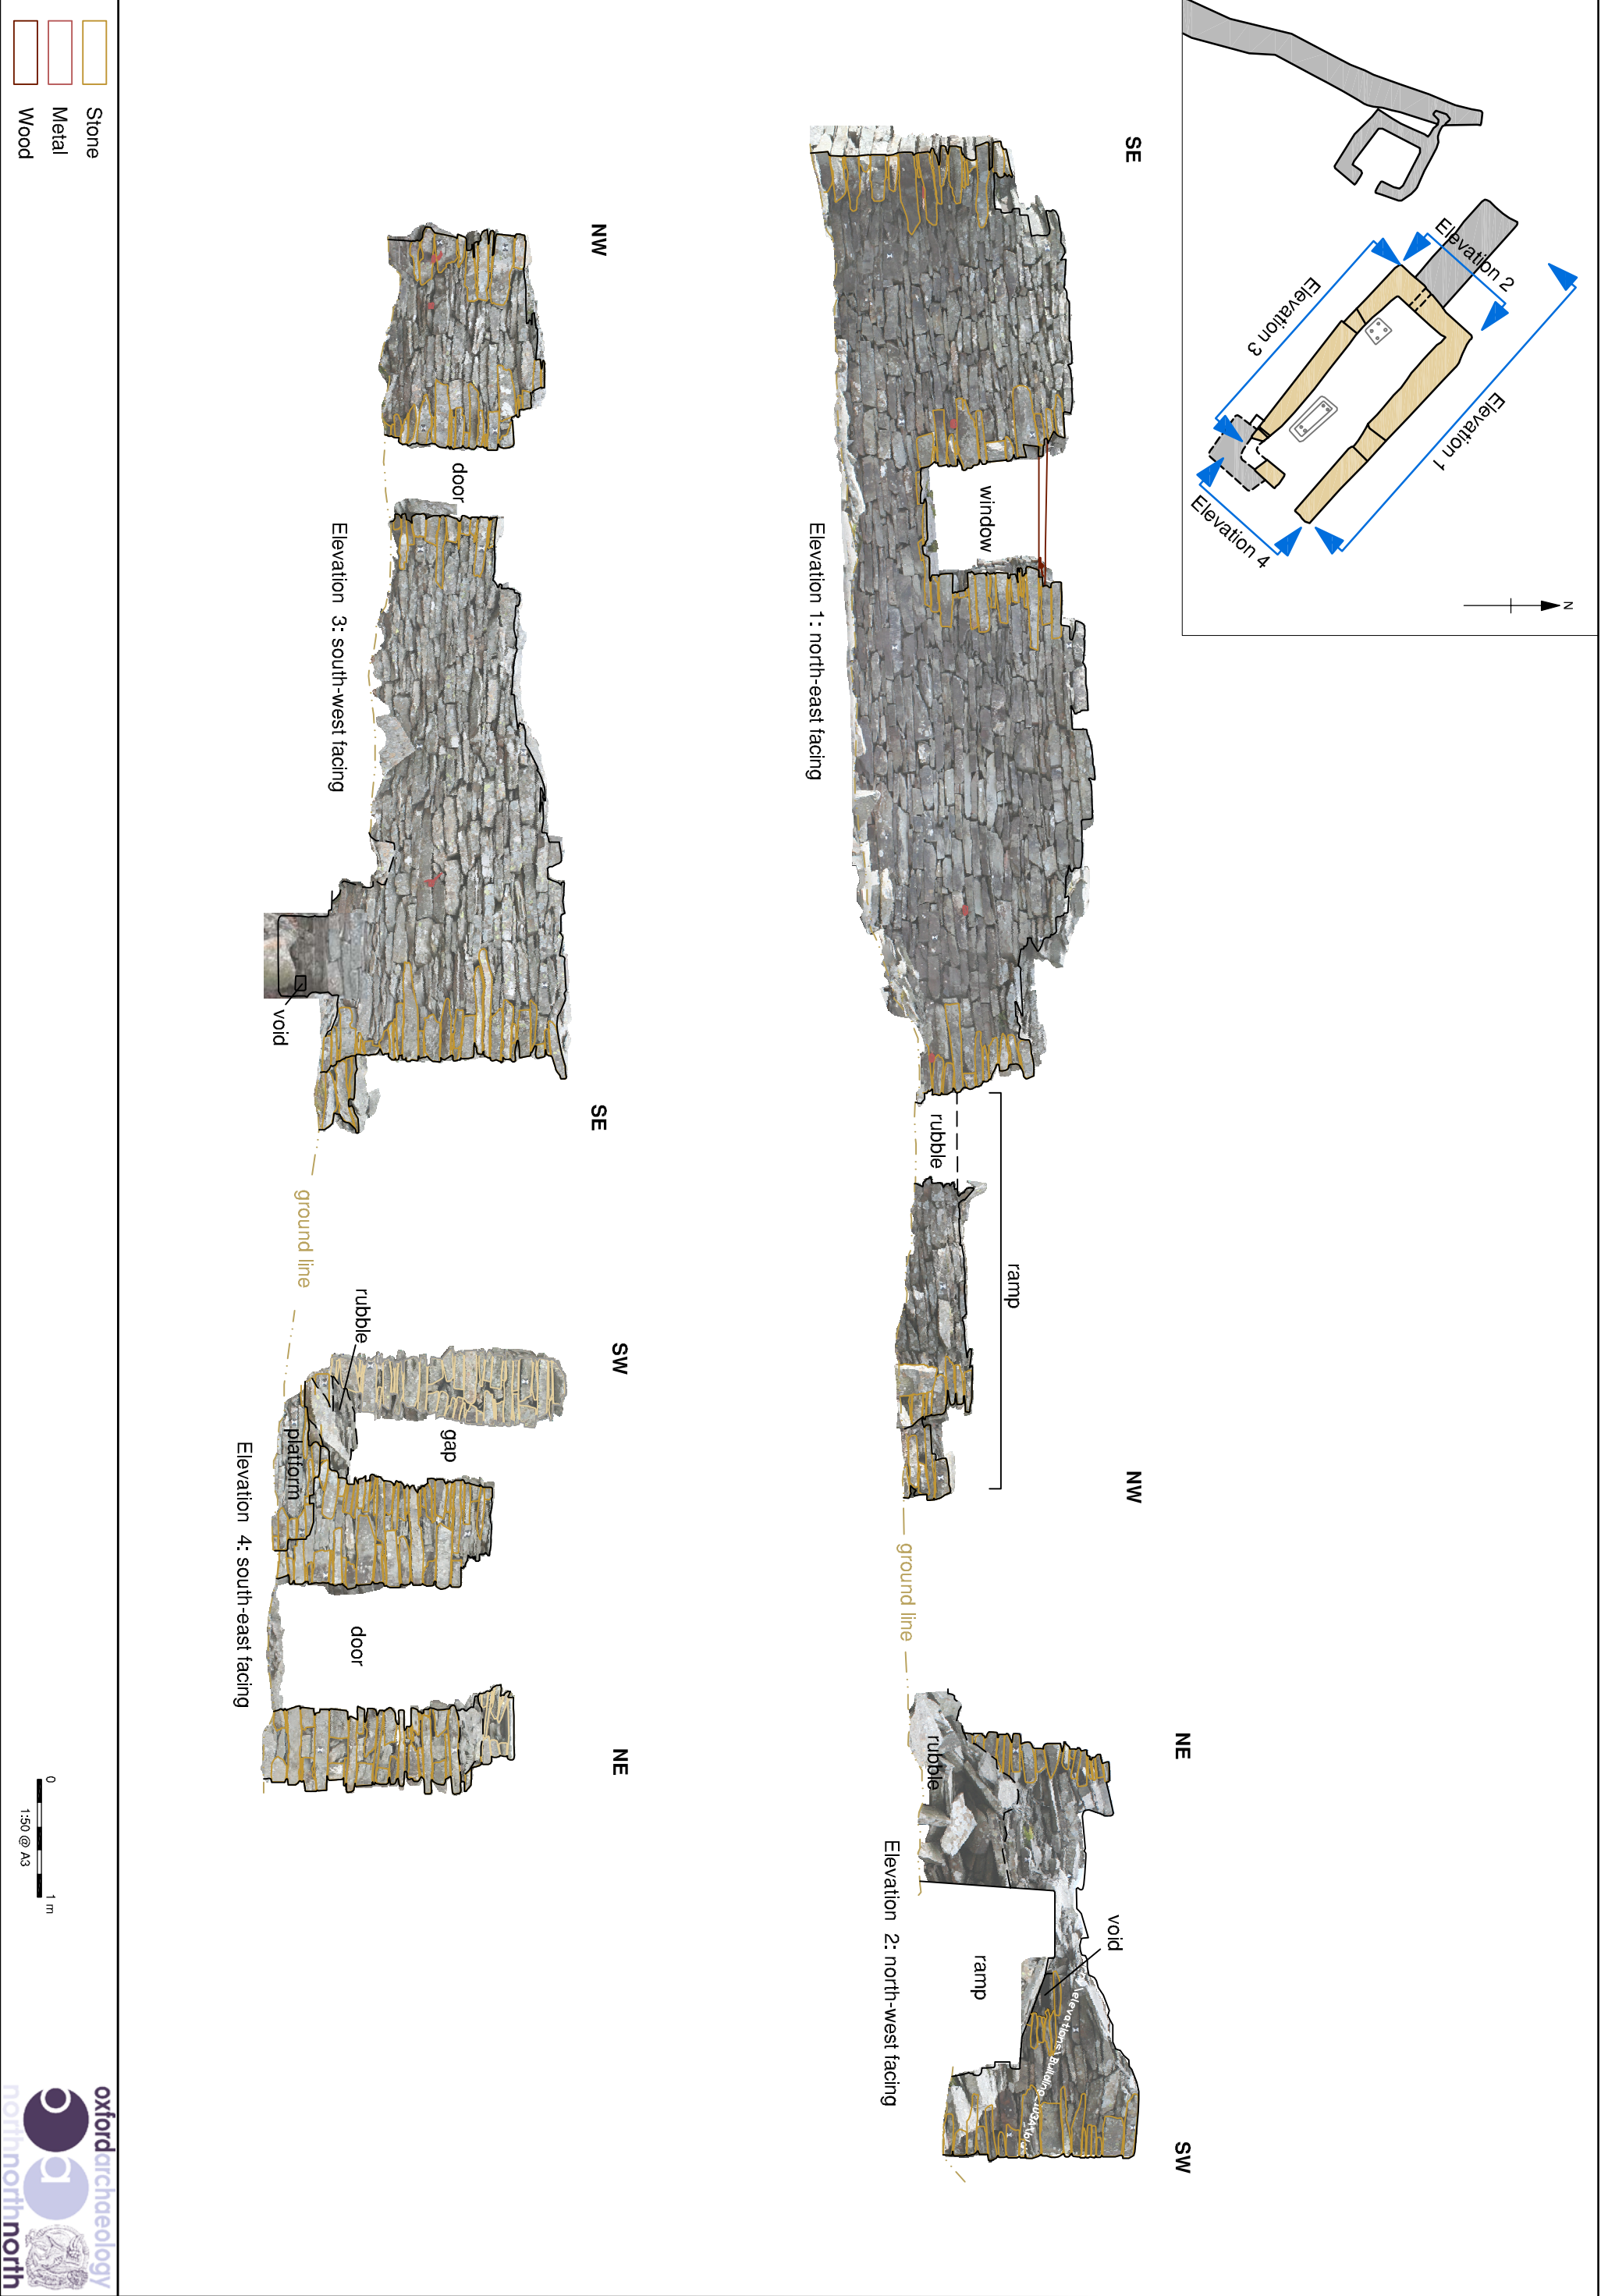 Elevation 2
Elevation 3
Elevation 1
Elevation 4
N
SE
NW
NE
SW
window
rubble
ramp
ground line
rubble
ramp
void
Elevation 1: north-east facing
Elevation 2: north-west facing
NW
SE
SW
NE
door
void
ground line
rubble
gap
platform
door
Elevation 3: south-west facing
Elevation 4: south-east facing
Stone
Metal
Wood
0
1 m
1:50 @ A3
oxfordarchaeology
northnorthnorth